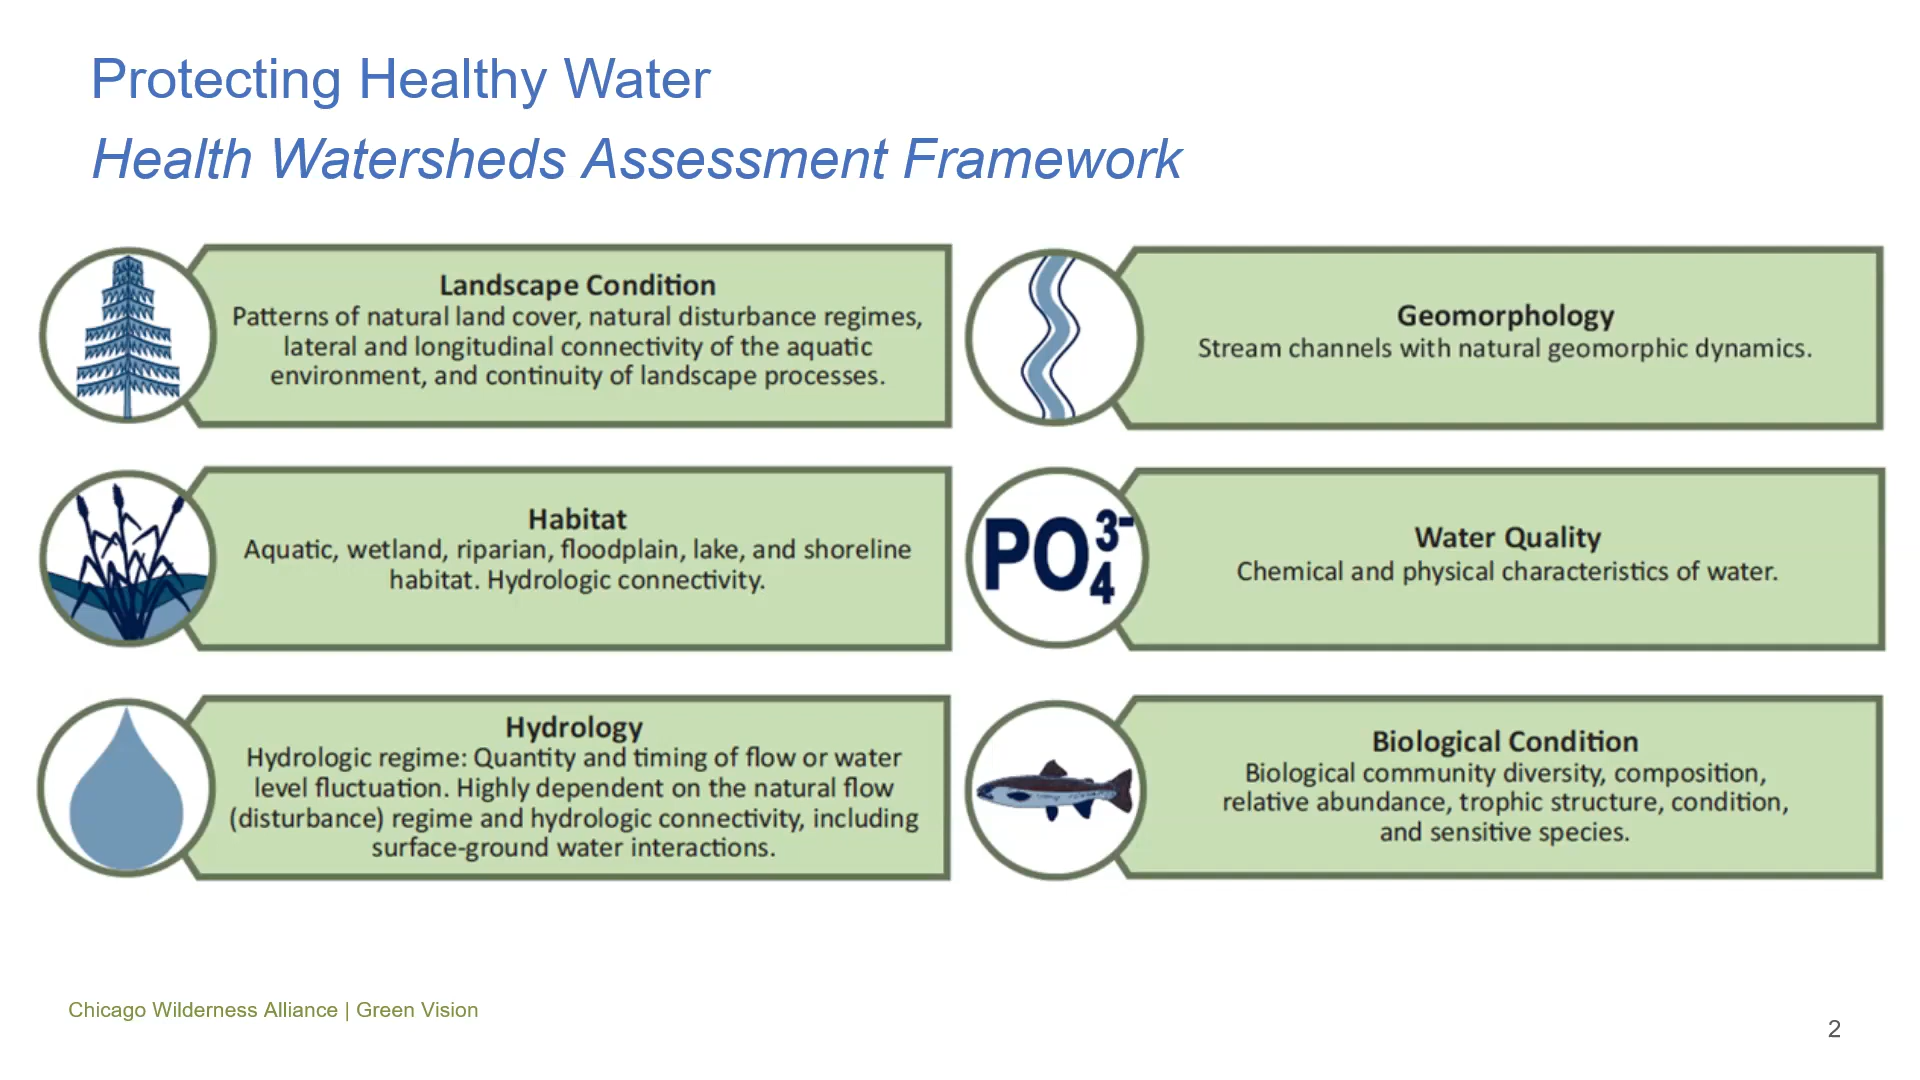 Protecting Healthy Water
Health Watersheds Assessment Framework
Landscape Condition
Patterns of natural land cover, natural disturbance regimes,
lateral and longitudinal connectivity of the aquatic
environment, and continuity of landscape processes.
Geomorphology
Stream channels with natural geomorphic dynamics.
Habitat
Aquatic, wetland, riparian, floodplain, lake, and shoreline
habitat. Hydrologic connectivity.
PO₄³⁻
Water Quality
Chemical and physical characteristics of water.
Hydrology
Hydrologic regime: Quantity and timing of flow or water
level fluctuation. Highly dependent on the natural flow
(disturbance) regime and hydrologic connectivity, including
surface-ground water interactions.
Biological Condition
Biological community diversity, composition,
relative abundance, trophic structure, condition,
and sensitive species.
Chicago Wilderness Alliance | Green Vision
2